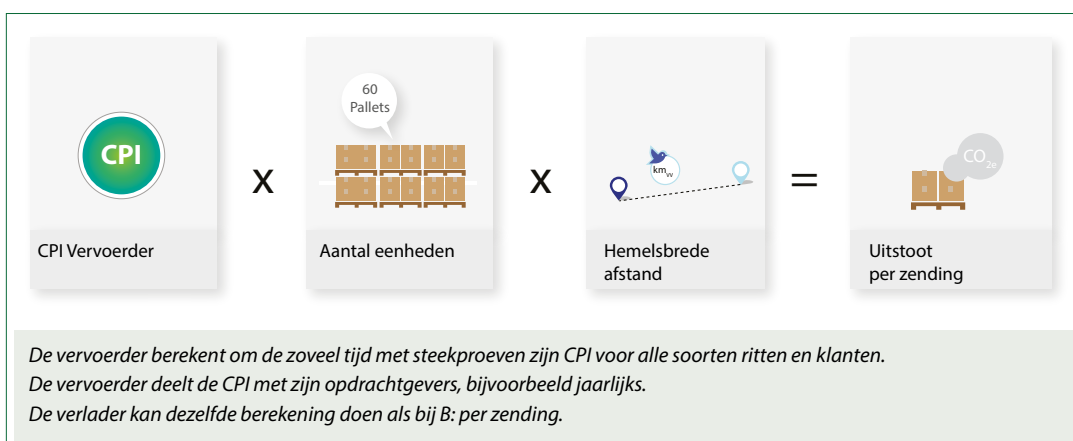 60
Pallets
CPI
x
x
km vv
=
CO2e
CPI Vervoerder
Aantal eenheden
Hemelsbrede
afstand
Uitstoot
per zending
De vervoerder berekent om de zoveel tijd met steekproeven zijn CPI voor alle soorten ritten en klanten.
De vervoerder deelt de CPI met zijn opdrachtgevers, bijvoorbeeld jaarlijks.
De verlader kan dezelfde berekening doen als bij B: per zending.